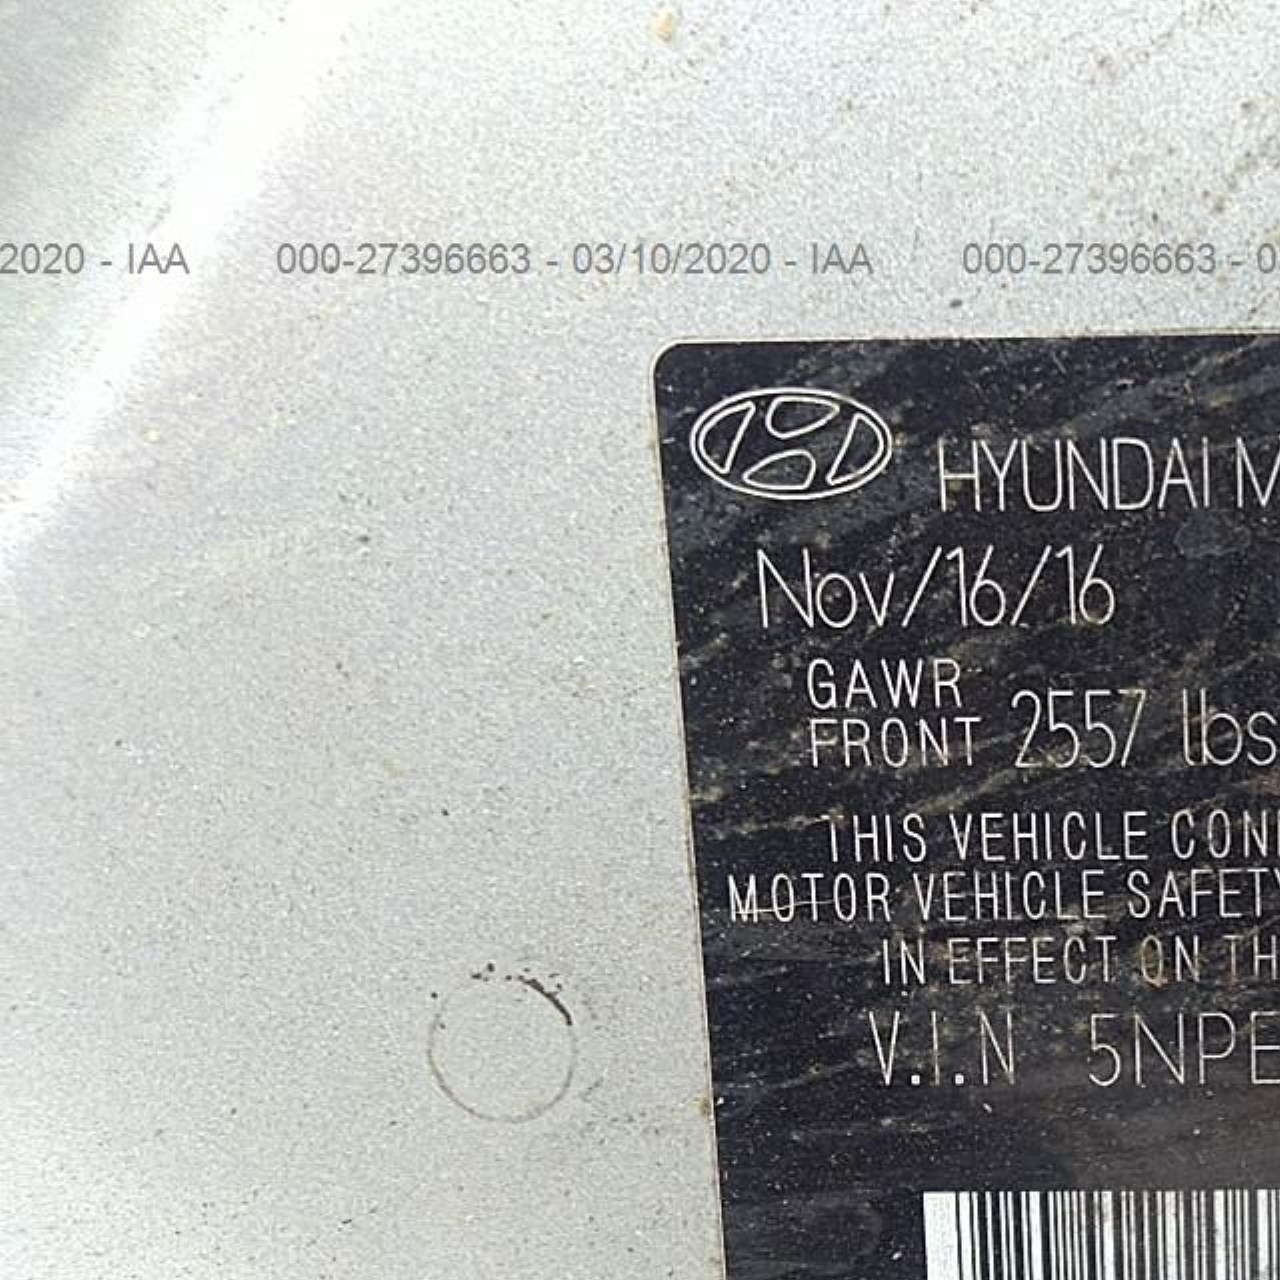 2020 - IAA 000-27396663 - 03/10/2020 - IAA 000-27396663 - 0
HYUNDAI M
Nov/16/16
GAWR
FRONT 2557 lbs
THIS VEHICLE CON
MOTOR VEHICLE SAFETY
IN EFFECT ON TH
V.I.N 5NPE